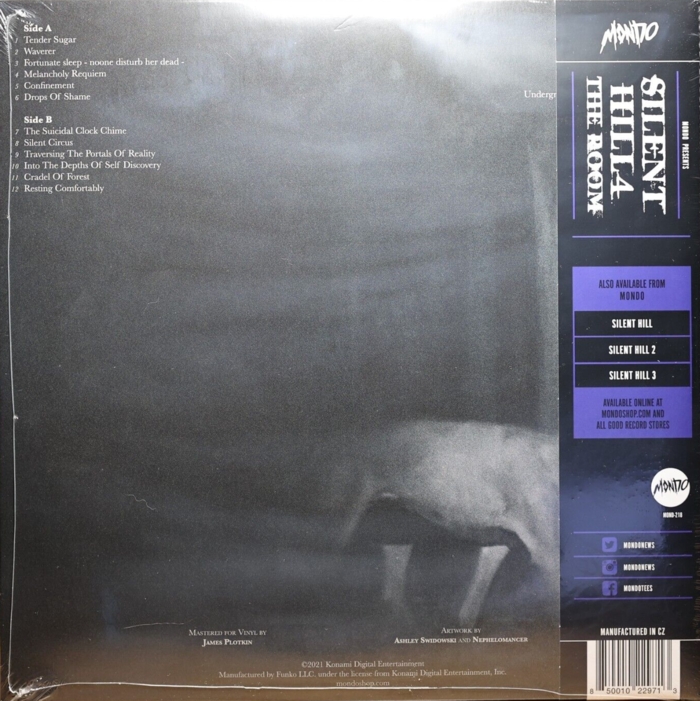 Side A
1 Tender Sugar
2 Waverer
3 Fortunate sleep - noone disturb her dead -
4 Melancholy Requiem
5 Confinement
6 Drops Of Shame
Side B
7 The Suicidal Clock Chime
8 Silent Circus
9 Traversing The Portals Of Reality
10 Into The Depths Of Self Discovery
11 Cradel Of Forest
12 Resting Comfortably
Undergr
MONDO
MONDO PRESENTS
SILENT
HILL 4
THE ROOM
ALSO AVAILABLE FROM
MONDO
SILENT HILL
SILENT HILL 2
SILENT HILL 3
AVAILABLE ONLINE AT
MONDOSHOP.COM AND
ALL GOOD RECORD STORES
MONDO
MOND-210
MONDONEWS
MONDONEWS
MONDOTEES
MANUFACTURED IN CZ
8 50010 22971 3
Mastered for Vinyl by
James Plotkin
Artwork by
Ashley Swidowski and Nephelomancer
©2021 Konami Digital Entertainment
Manufactured by Funko LLC. under the license from Konami Digital Entertainment, Inc.
mondoshop.com